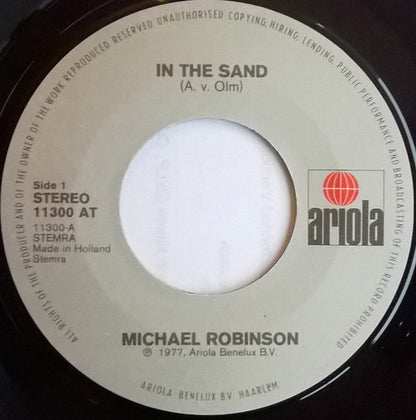 ALL RIGHTS OF THE PRODUCER AND OF THE OWNER OF THE WORK REPRODUCED RESERVED UNAUTHORISED COPYING, HIRING, LENDING, PUBLIC PERFORMANCE AND BROADCASTING OF THIS RECORD PROHIBITED
IN THE SAND
(A. v. Olm)
Side 1
STEREO
11300 AT
11300-A
STEMRA
Made in Holland
Stemra
ariola
MICHAEL ROBINSON
℗ 1977, Ariola Benelux B.V.
ARIOLA-BENELUX B.V. HAARLEM